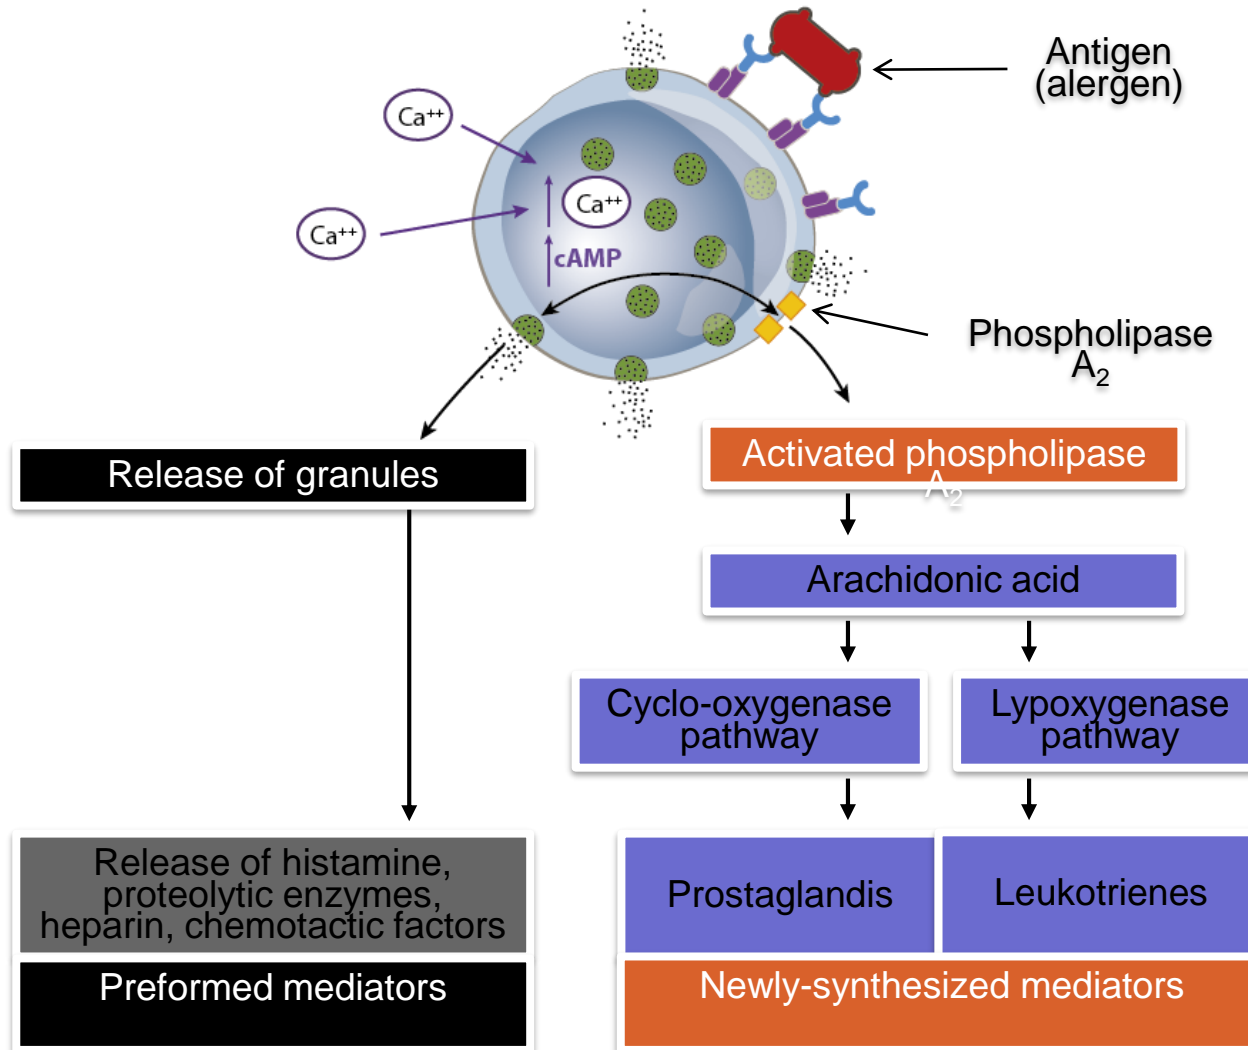 Antigen
(alergen)
Ca++
Ca++
Ca++
cAMP
Phospholipase
A2
Release of granules
Activated phospholipase
A2
Arachidonic acid
Cyclo-oxygenase
pathway
Lypoxygenase
pathway
Release of histamine,
proteolytic enzymes,
heparin, chemotactic factors
Prostaglandis
Leukotrienes
Preformed mediators
Newly-synthesized mediators